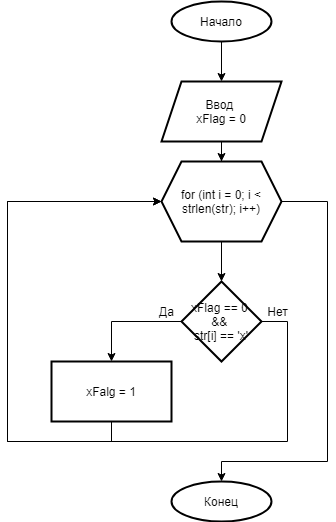 Начало
Ввод
xFlag = 0
for (int i = 0; i <
strlen(str); i++)
xFlag == 0
&&
str[i] == 'x'
Да
Нет
xFalg = 1
Конец